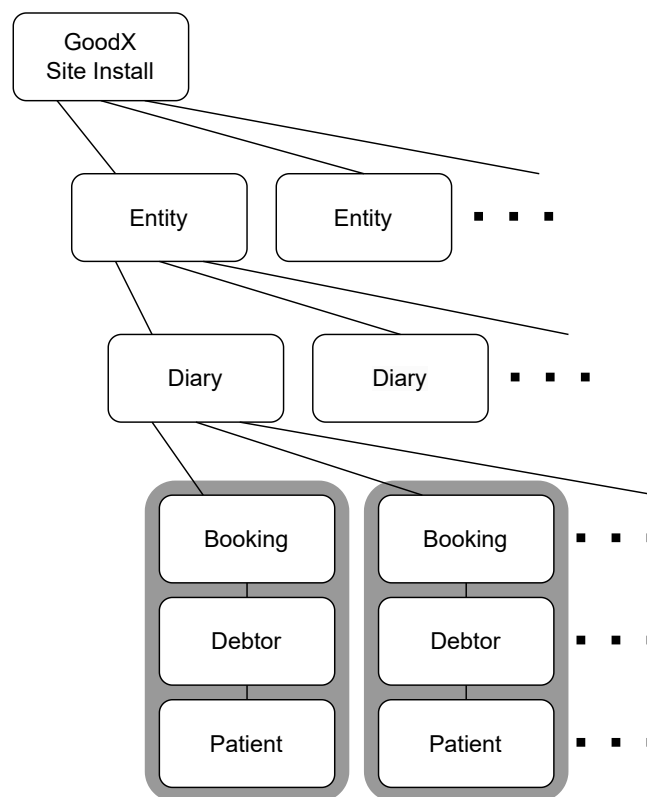 GoodX
Site Install
Entity
Entity
Diary
Diary
Booking
Booking
Debtor
Debtor
Patient
Patient